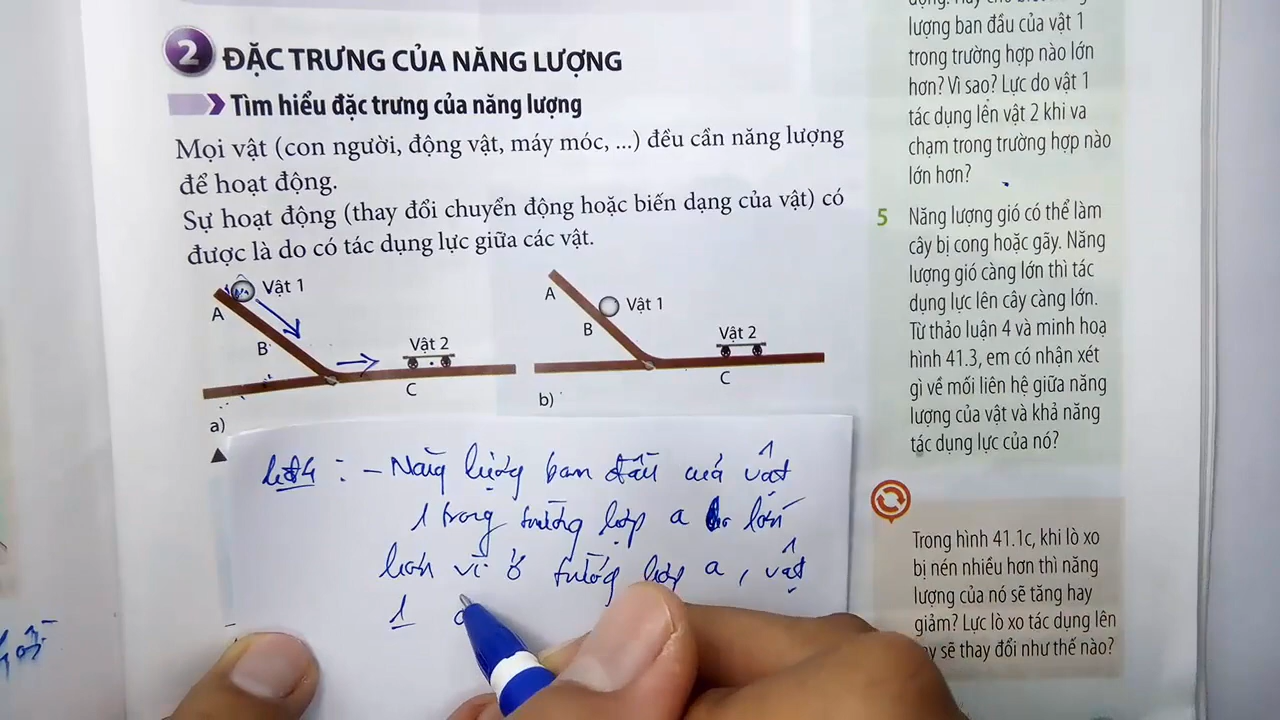 2 ĐẶC TRƯNG CỦA NĂNG LƯỢNG
Tìm hiểu đặc trưng của năng lượng
Mọi vật (con người, động vật, máy móc, ...) đều cần năng lượng
để hoạt động.
Sự hoạt động (thay đổi chuyển động hoặc biến dạng của vật) có
được là do có tác dụng lực giữa các vật.
Vật 1
A
B
Vật 2
C
a)
A
Vật 1
B
Vật 2
C
b)
: - Năng lượng ban đầu của vật
1 trong trường hợp a lớn
hơn vì ở trường hợp a, vật
1
lượng ban đầu của vật 1
trong trường hợp nào lớn
hơn? Vì sao? Lực do vật 1
tác dụng lên vật 2 khi va
chạm trong trường hợp nào
lớn hơn?
5 Năng lượng gió có thể làm
cây bị cong hoặc gãy. Năng
lượng gió càng lớn thì tác
dụng lực lên cây càng lớn.
Từ thảo luận 4 và minh hoạ
hình 41.3, em có nhận xét
gì về mối liên hệ giữa năng
lượng của vật và khả năng
tác dụng lực của nó?
Trong hình 41.1c, khi lò xo
bị nén nhiều hơn thì năng
lượng của nó sẽ tăng hay
giảm? Lực lò xo tác dụng lên
sẽ thay đổi như thế nào?